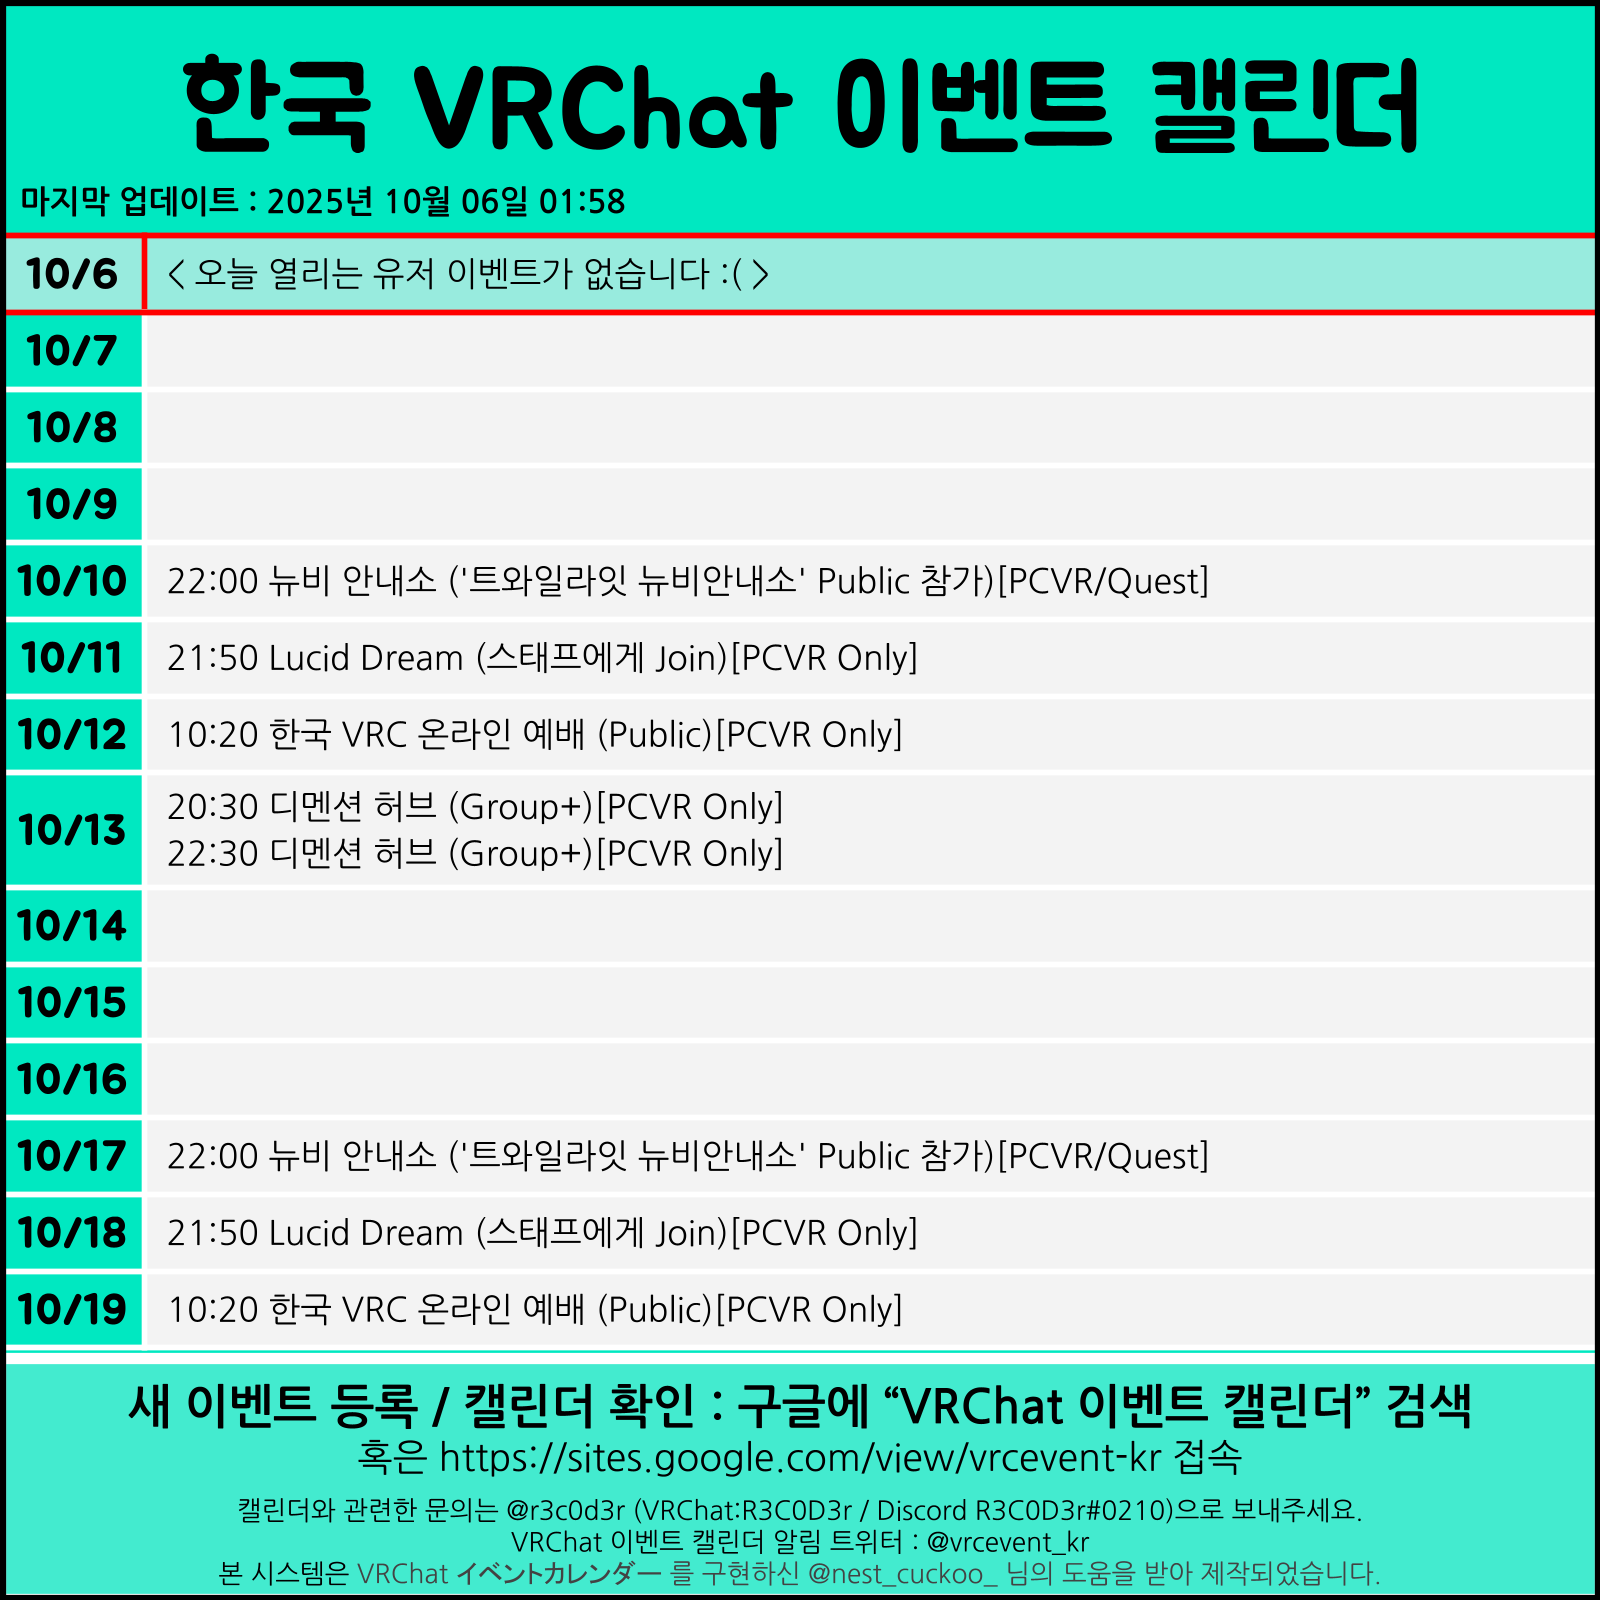 한국 VRChat 이벤트 캘린더
마지막 업데이트 : 2025년 10월 06일 01:58
10/6 < 오늘 열리는 유저 이벤트가 없습니다 :( >
10/7
10/8
10/9
10/10 22:00 뉴비 안내소 ('트와일라잇 뉴비안내소' Public 참가)[PCVR/Quest]
10/11 21:50 Lucid Dream (스태프에게 Join)[PCVR Only]
10/12 10:20 한국 VRC 온라인 예배 (Public)[PCVR Only]
10/13 20:30 디멘션 허브 (Group+)[PCVR Only]
22:30 디멘션 허브 (Group+)[PCVR Only]
10/14
10/15
10/16
10/17 22:00 뉴비 안내소 ('트와일라잇 뉴비안내소' Public 참가)[PCVR/Quest]
10/18 21:50 Lucid Dream (스태프에게 Join)[PCVR Only]
10/19 10:20 한국 VRC 온라인 예배 (Public)[PCVR Only]
새 이벤트 등록 / 캘린더 확인 : 구글에 “VRChat 이벤트 캘린더” 검색
혹은 https://sites.google.com/view/vrcevent-kr 접속
캘린더와 관련한 문의는 @r3c0d3r (VRChat:R3C0D3r / Discord R3C0D3r#0210)으로 보내주세요.
VRChat 이벤트 캘린더 알림 트위터 : @vrcevent_kr
본 시스템은 VRChat イベントカレンダー 를 구현하신 @nest_cuckoo_ 님의 도움을 받아 제작되었습니다.